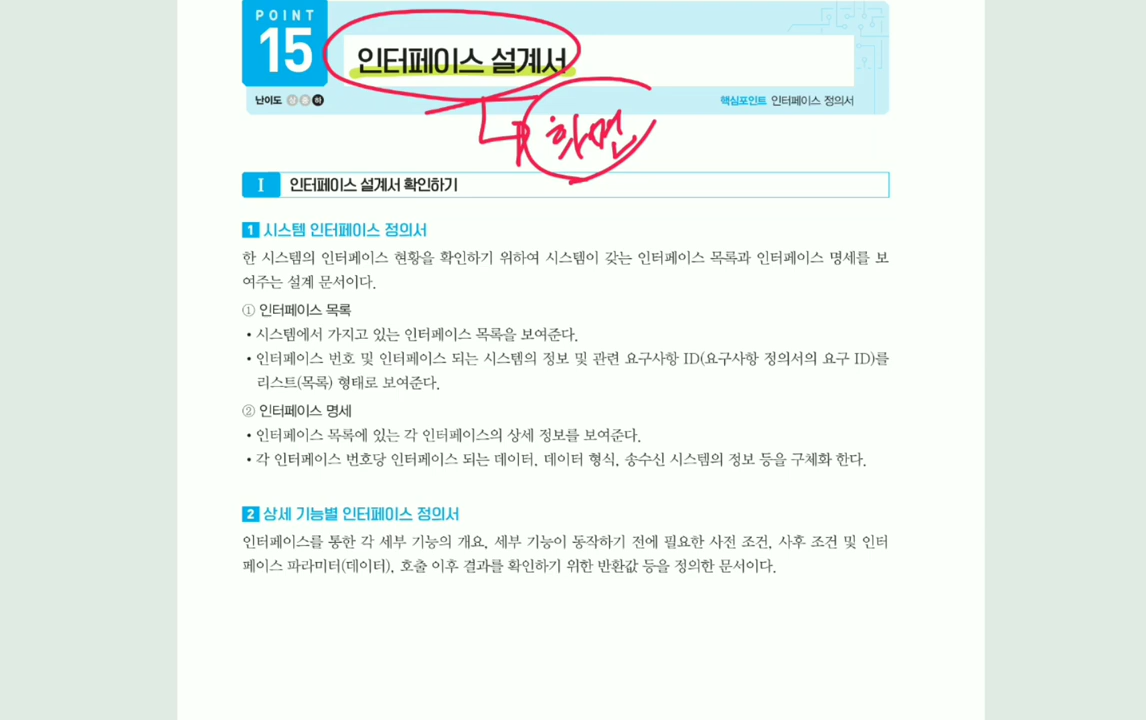 POINT
15
인터페이스 설계서
난이도 상 중 하
핵심포인트 인터페이스 정의서
화면
I 인터페이스 설계서 확인하기
1 시스템 인터페이스 정의서
한 시스템의 인터페이스 현황을 확인하기 위하여 시스템이 갖는 인터페이스 목록과 인터페이스 명세를 보
여주는 설계 문서이다.
① 인터페이스 목록
• 시스템에서 가지고 있는 인터페이스 목록을 보여준다.
• 인터페이스 번호 및 인터페이스 되는 시스템의 정보 및 관련 요구사항 ID(요구사항 정의서의 요구 ID)를
리스트(목록) 형태로 보여준다.
② 인터페이스 명세
• 인터페이스 목록에 있는 각 인터페이스의 상세 정보를 보여준다.
• 각 인터페이스 번호당 인터페이스 되는 데이터, 데이터 형식, 송수신 시스템의 정보 등을 구체화 한다.
2 상세 기능별 인터페이스 정의서
인터페이스를 통한 각 세부 기능의 개요, 세부 기능이 동작하기 전에 필요한 사전 조건, 사후 조건 및 인터
페이스 파라미터(데이터), 호출 이후 결과를 확인하기 위한 반환값 등을 정의한 문서이다.